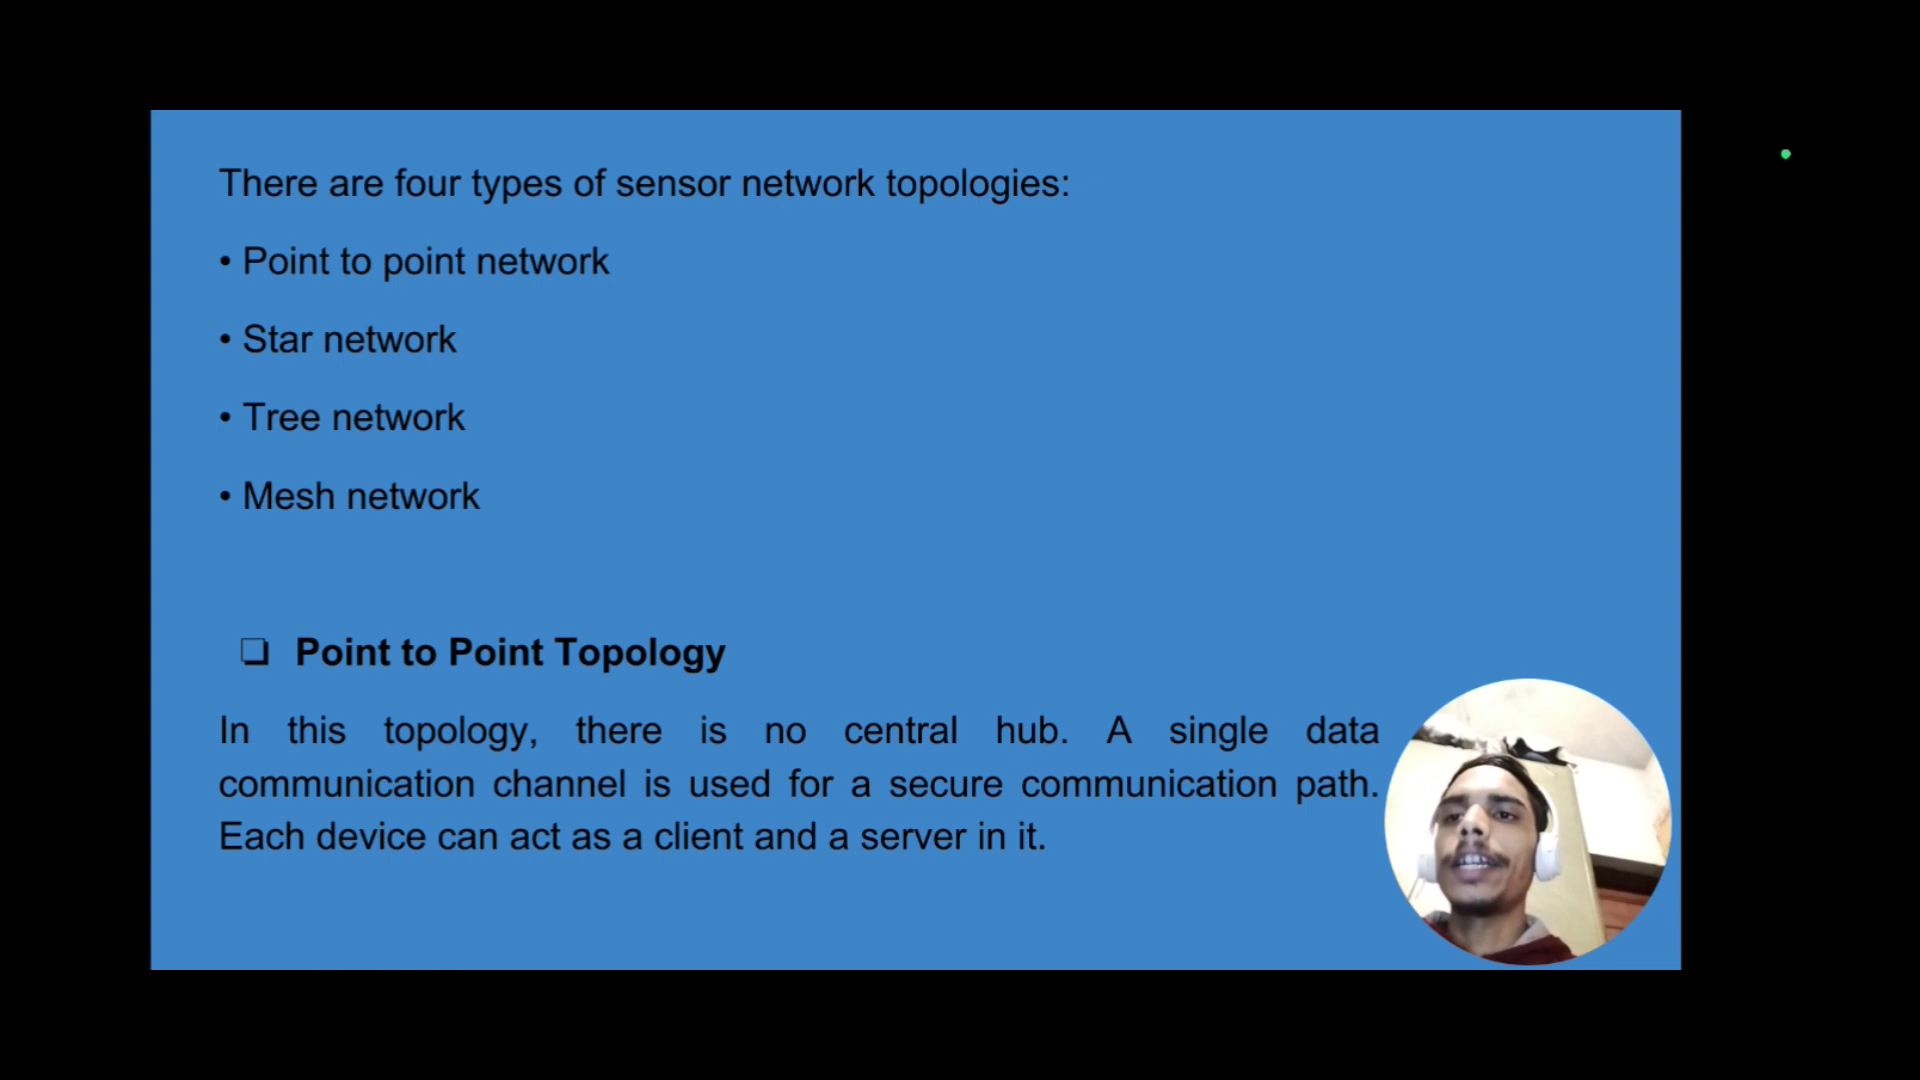 There are four types of sensor network topologies:
• Point to point network
• Star network
• Tree network
• Mesh network
❏ Point to Point Topology
In this topology, there is no central hub. A single data
communication channel is used for a secure communication path.
Each device can act as a client and a server in it.